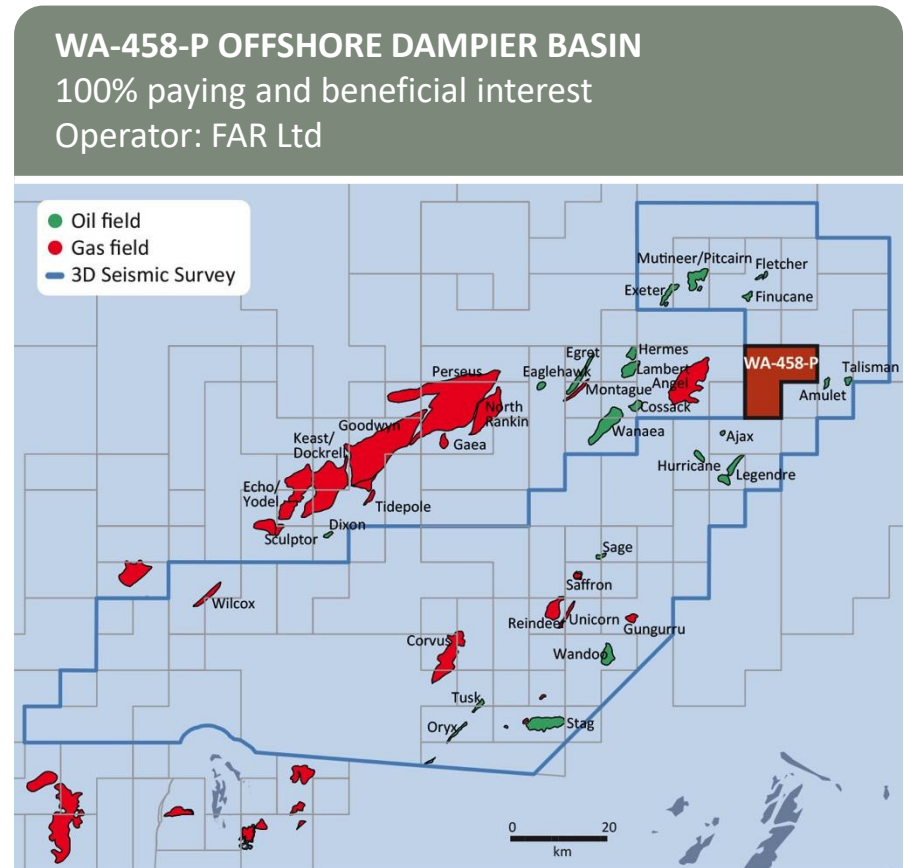 WA-458-P OFFSHORE DAMPIER BASIN
100% paying and beneficial interest
Operator: FAR Ltd
Oil field
Gas field
3D Seismic Survey
Mutineer/Pitcairn
Fletcher
Exeter
Finucane
Hermes
Egret
Lambert
WA-458-P
Perseus
Eaglehawk
Angel
Talisman
Montague
Amulet
North
Rankin
Cossack
Goodwyn
Wanaea
Gaea
Ajax
Keast/
Dockrell
Hurricane
Legendre
Echo/
Yodel
Tidepole
Dixon
Sculptor
Sage
Saffron
Wilcox
Reindeer
Unicorn
Gungurru
Corvus
Wandoo
Tusk
Oryx
Stag
0 20
km